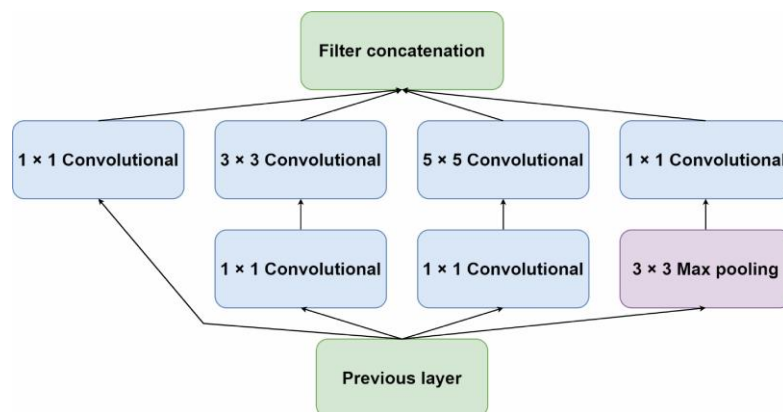 Filter concatenation
1 × 1 Convolutional
3 × 3 Convolutional
5 × 5 Convolutional
1 × 1 Convolutional
1 × 1 Convolutional
1 × 1 Convolutional
3 × 3 Max pooling
Previous layer